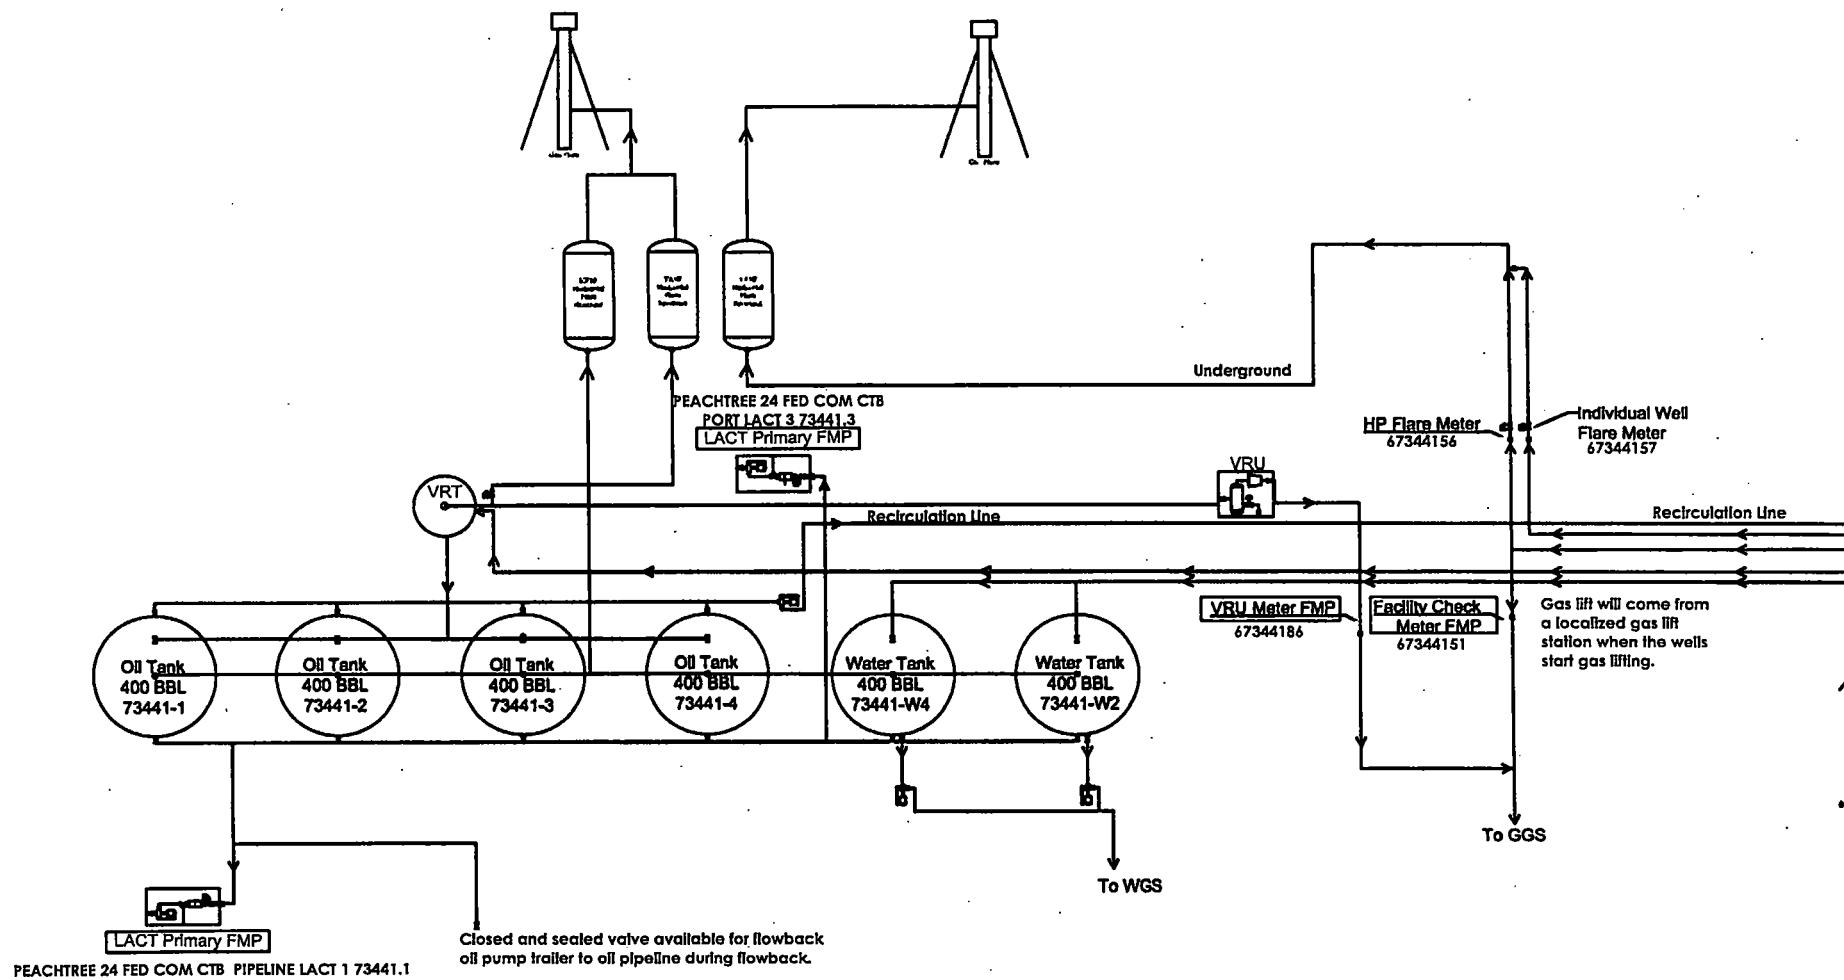 PEACHTREE 24 FED COM CTB
PORT LACT 3 73441.3
LACT Primary FMP
Underground
HP Flare Meter
67344156
Individual Well
Flare Meter
67344157
VRT
VRU
Recirculation Line
Recirculation Line
VRU Meter FMP
67344186
Facility Check
Meter FMP
67344151
Gas lift will come from
a localized gas lift
station when the wells
start gas lifting.
Oil Tank
400 BBL
73441-1
Oil Tank
400 BBL
73441-2
Oil Tank
400 BBL
73441-3
Oil Tank
400 BBL
73441-4
Water Tank
400 BBL
73441-W4
Water Tank
400 BBL
73441-W2
To GGS
To WGS
LACT Primary FMP
PEACHTREE 24 FED COM CTB PIPELINE LACT 1 73441.1
Closed and sealed valve available for flowback
oil pump trailer to oil pipeline during flowback.